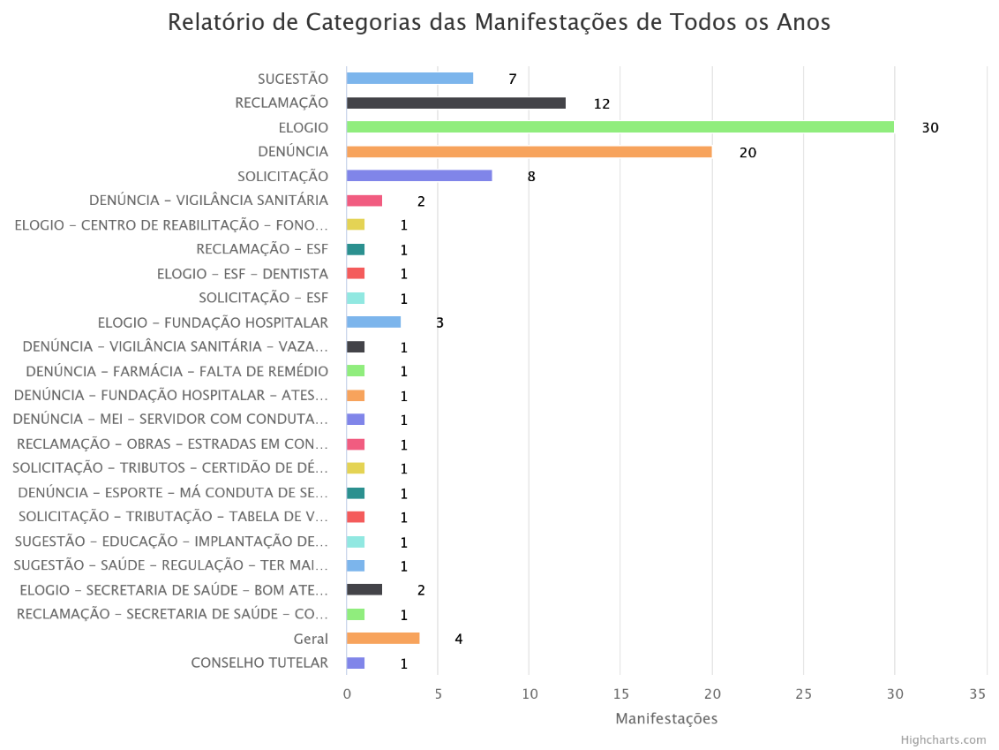 Relatório de Categorias das Manifestações de Todos os Anos
SUGESTÃO 7
RECLAMAÇÃO 12
ELOGIO 30
DENÚNCIA 20
SOLICITAÇÃO 8
DENÚNCIA - VIGILÂNCIA SANITÁRIA 2
ELOGIO - CENTRO DE REABILITAÇÃO - FONO... 1
RECLAMAÇÃO - ESF 1
ELOGIO - ESF - DENTISTA 1
SOLICITAÇÃO - ESF 1
ELOGIO - FUNDAÇÃO HOSPITALAR 3
DENÚNCIA - VIGILÂNCIA SANITÁRIA - VAZA... 1
DENÚNCIA - FARMÁCIA - FALTA DE REMÉDIO 1
DENÚNCIA - FUNDAÇÃO HOSPITALAR - ATES... 1
DENÚNCIA - MEI - SERVIDOR COM CONDUTA... 1
RECLAMAÇÃO - OBRAS - ESTRADAS EM CON... 1
SOLICITAÇÃO - TRIBUTOS - CERTIDÃO DE DÉ... 1
DENÚNCIA - ESPORTE - MÁ CONDUTA DE SE... 1
SOLICITAÇÃO - TRIBUTAÇÃO - TABELA DE V... 1
SUGESTÃO - EDUCAÇÃO - IMPLANTAÇÃO DE... 1
SUGESTÃO - SAÚDE - REGULAÇÃO - TER MAI... 1
ELOGIO - SECRETARIA DE SAÚDE - BOM ATE... 2
RECLAMAÇÃO - SECRETARIA DE SAÚDE - CO... 1
Geral 4
CONSELHO TUTELAR 1
0 5 10 15 20 25 30 35
Manifestações
Highcharts.com